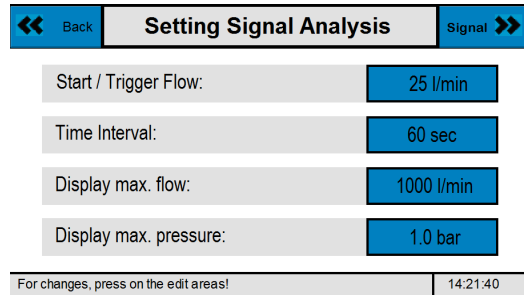 Back
Setting Signal Analysis
Signal
Start / Trigger Flow:
25 l/min
Time Interval:
60 sec
Display max. flow:
1000 l/min
Display max. pressure:
1.0 bar
For changes, press on the edit areas!
14:21:40